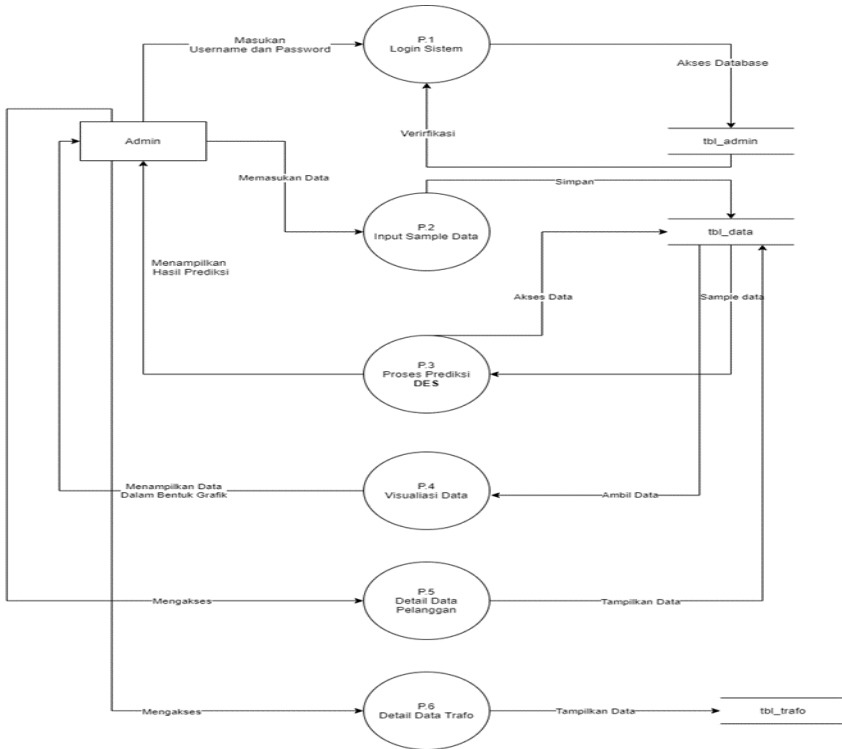 Masukan
Username dan Password
P.1
Login Sistem
Akses Database
Admin
Verirfikasi
tbl_admin
Memasukan Data
Simpan
P.2
Input Sample Data
tbl_data
Menampilkan
Hasil Prediksi
Akses Data
Sample data
P.3
Proses Prediksi
DES
Menampilkan Data
Dalam Bentuk Grafik
P.4
Visualiasi Data
Ambil Data
Mengakses
P.5
Detail Data
Pelanggan
Tampilkan Data
Mengakses
P.6
Detail Data Trafo
Tampilkan Data
tbl_trafo